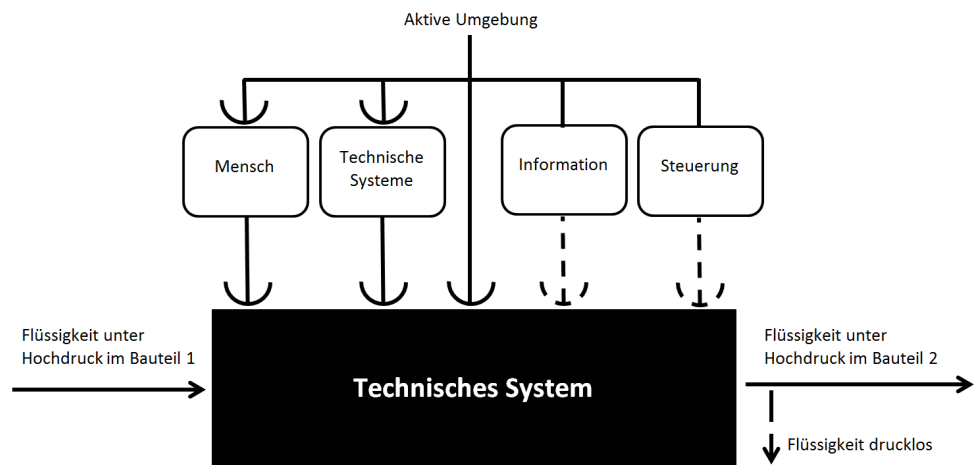 Aktive Umgebung
Mensch
Technische
Systeme
Information
Steuerung
Flüssigkeit unter
Hochdruck im Bauteil 1
Technisches System
Flüssigkeit unter
Hochdruck im Bauteil 2
Flüssigkeit drucklos